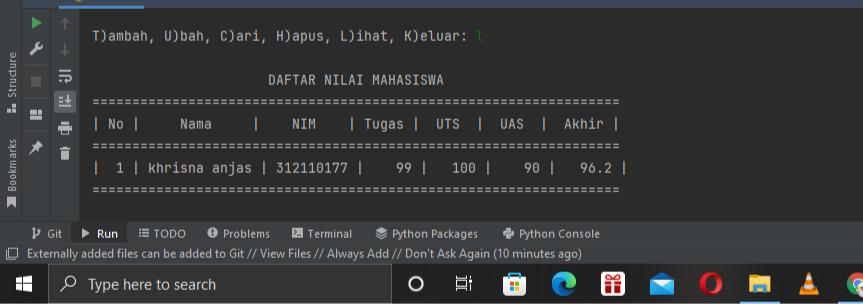 T)ambah, U)bah, C)ari, H)apus, L)ihat, K)eluar: l
DAFTAR NILAI MAHASISWA
==================================================================
| No |     Nama     |    NIM    | Tugas |  UTS  |  UAS  |  Akhir |
==================================================================
|  1 | khrisna anjas | 312110177 |    99 |   100 |    90 |   96.2 |
==================================================================
Structure
Bookmarks
Git Run TODO Problems Terminal Python Packages Python Console
Externally added files can be added to Git // View Files // Always Add // Don't Ask Again (10 minutes ago)
Type here to search